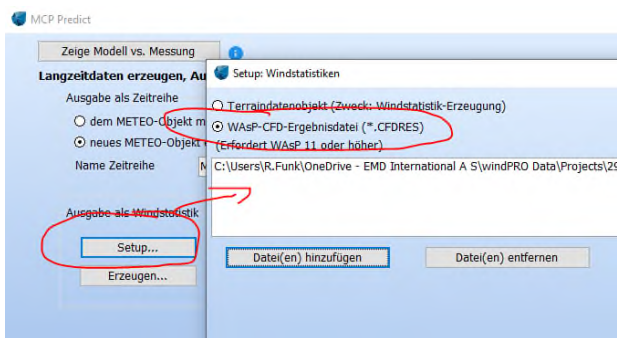 MCP Predict
Zeige Modell vs. Messung
Langzeitdaten erzeugen, Au
Ausgabe als Zeitreihe
dem METEO-Objekt m
neues METEO-Objekt
Name Zeitreihe
Ausgabe als Windstatistik
Setup...
Erzeugen...
Setup: Windstatistiken
Terraindatenobjekt (Zweck: Windstatistik-Erzeugung)
WAsP-CFD-Ergebnisdatei (*.CFDRES)
(Erfordert WAsP 11 oder höher)
C:\Users\R.Funk\OneDrive - EMD International A S\windPRO Data\Projects\29
Datei(en) hinzufügen
Datei(en) entfernen